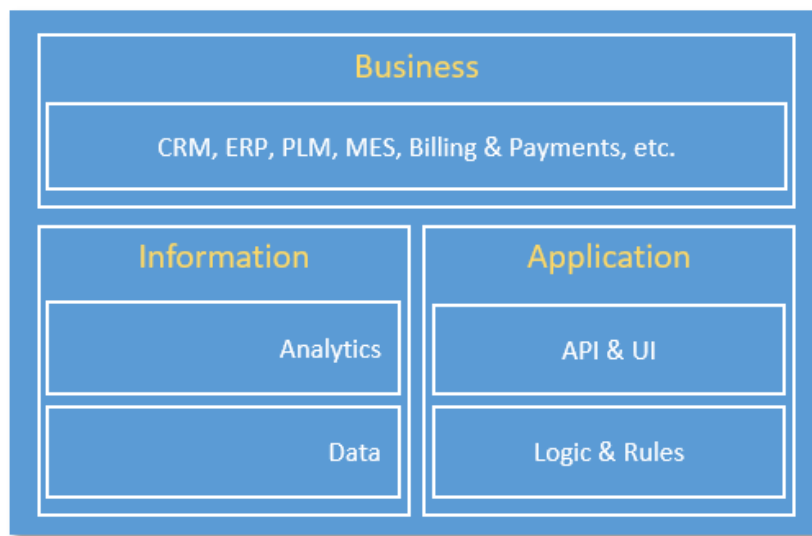 Business
CRM, ERP, PLM, MES, Billing & Payments, etc.
Information
Analytics
Data
Application
API & UI
Logic & Rules